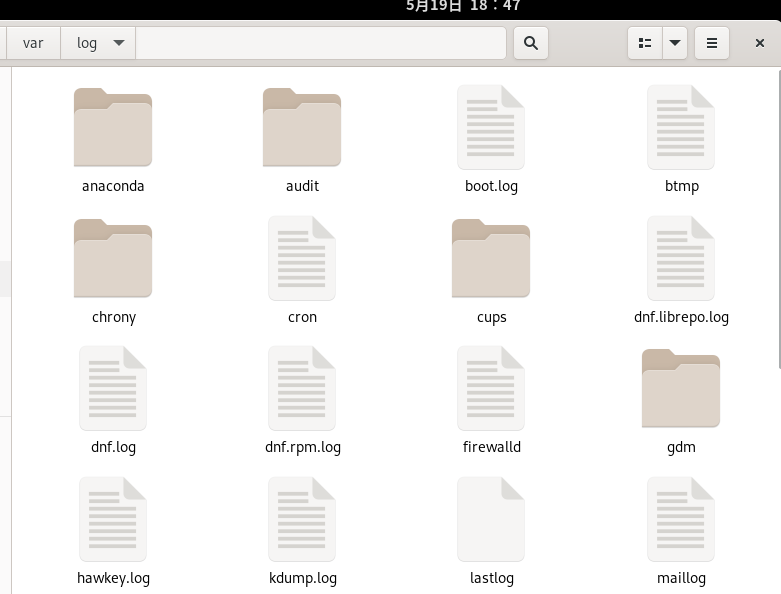 5月19日 18：47
var log
anaconda audit boot.log btmp
chrony cron cups dnf.librepo.log
dnf.log dnf.rpm.log firewalld gdm
hawkey.log kdump.log lastlog maillog